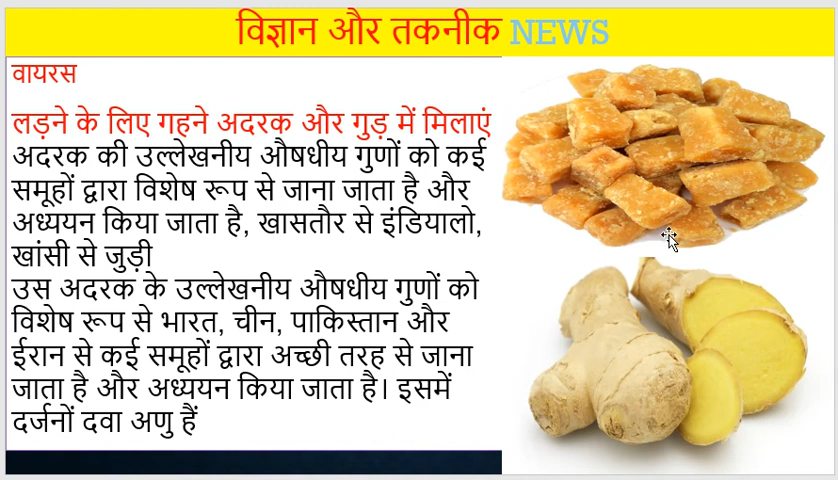 विज्ञान और तकनीक NEWS
वायरस
लड़ने के लिए गहने अदरक और गुड़ में मिलाएं
अदरक की उल्लेखनीय औषधीय गुणों को कई
समूहों द्वारा विशेष रूप से जाना जाता है और
अध्ययन किया जाता है, खासतौर से इंडियालो,
खांसी से जुड़ी
उस अदरक के उल्लेखनीय औषधीय गुणों को
विशेष रूप से भारत, चीन, पाकिस्तान और
ईरान से कई समूहों द्वारा अच्छी तरह से जाना
जाता है और अध्ययन किया जाता है। इसमें
दर्जनों दवा अणु हैं